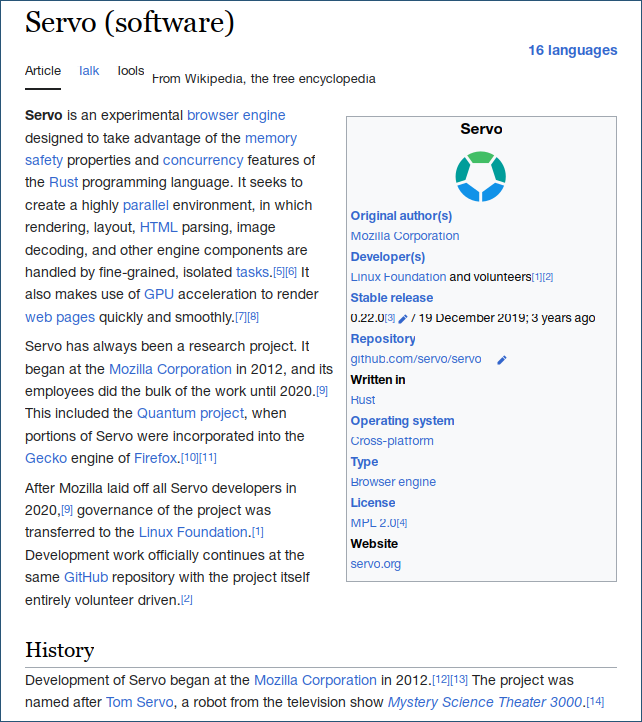 Servo (software)
16 languages
Article Talk Tools From Wikipedia, the free encyclopedia
Servo is an experimental browser engine
designed to take advantage of the memory
safety properties and concurrency features of
the Rust programming language. It seeks to
create a highly parallel environment, in which
rendering, layout, HTML parsing, image
decoding, and other engine components are
handled by fine-grained, isolated tasks.[5][6] It
also makes use of GPU acceleration to render
web pages quickly and smoothly.[7][8]
Servo has always been a research project. It
began at the Mozilla Corporation in 2012, and its
employees did the bulk of the work until 2020.[9]
This included the Quantum project, when
portions of Servo were incorporated into the
Gecko engine of Firefox.[10][11]
After Mozilla laid off all Servo developers in
2020,[9] governance of the project was
transferred to the Linux Foundation.[1]
Development work officially continues at the
same GitHub repository with the project itself
entirely volunteer driven.[2]
Servo
Original author(s)
Mozilla Corporation
Developer(s)
Linux Foundation and volunteers[1][2]
Stable release
0.22.0[3] / 19 December 2019; 3 years ago
Repository
github.com/servo/servo
Written in
Rust
Operating system
Cross-platform
Type
Browser engine
License
MPL 2.0[4]
Website
servo.org
History
Development of Servo began at the Mozilla Corporation in 2012.[12][13] The project was
named after Tom Servo, a robot from the television show Mystery Science Theater 3000.[14]